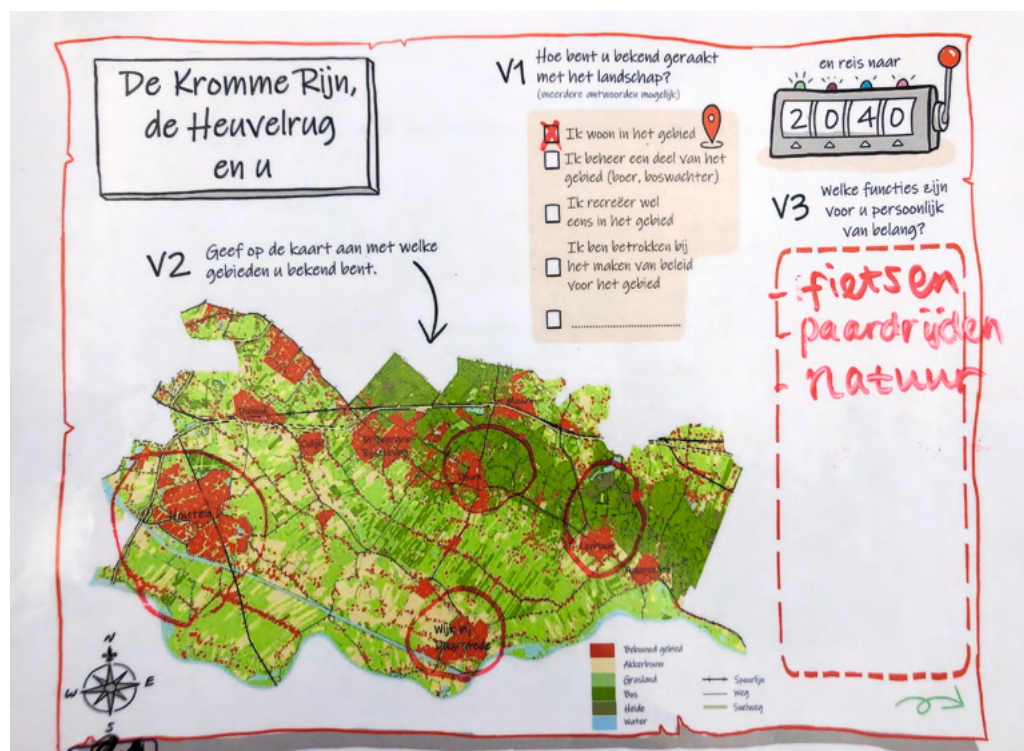 De Kromme Rijn,
de Heuvelrug
en u
V1 Hoe bent u bekend geraakt
met het landschap?
(meerdere antwoorden mogelijk)
Ik woon in het gebied
Ik beheer een deel van het
gebied (boer, boswachter)
Ik recreëer wel
eens in het gebied
Ik ben betrokken bij
het maken van beleid
voor het gebied
en reis naar
2040
V3 Welke functies zijn
voor u persoonlijk
van belang?
- fietsen
- paardrijden
- natuur
V2 Geef op de kaart aan met welke
gebieden u bekend bent.
Houten
Wijk bij
Duurstede
N
W E
S
Bebouwd gebied
Akkerbouw
Grasland
Bos
Heide
Water
Spoorlijn
Weg
Snelweg